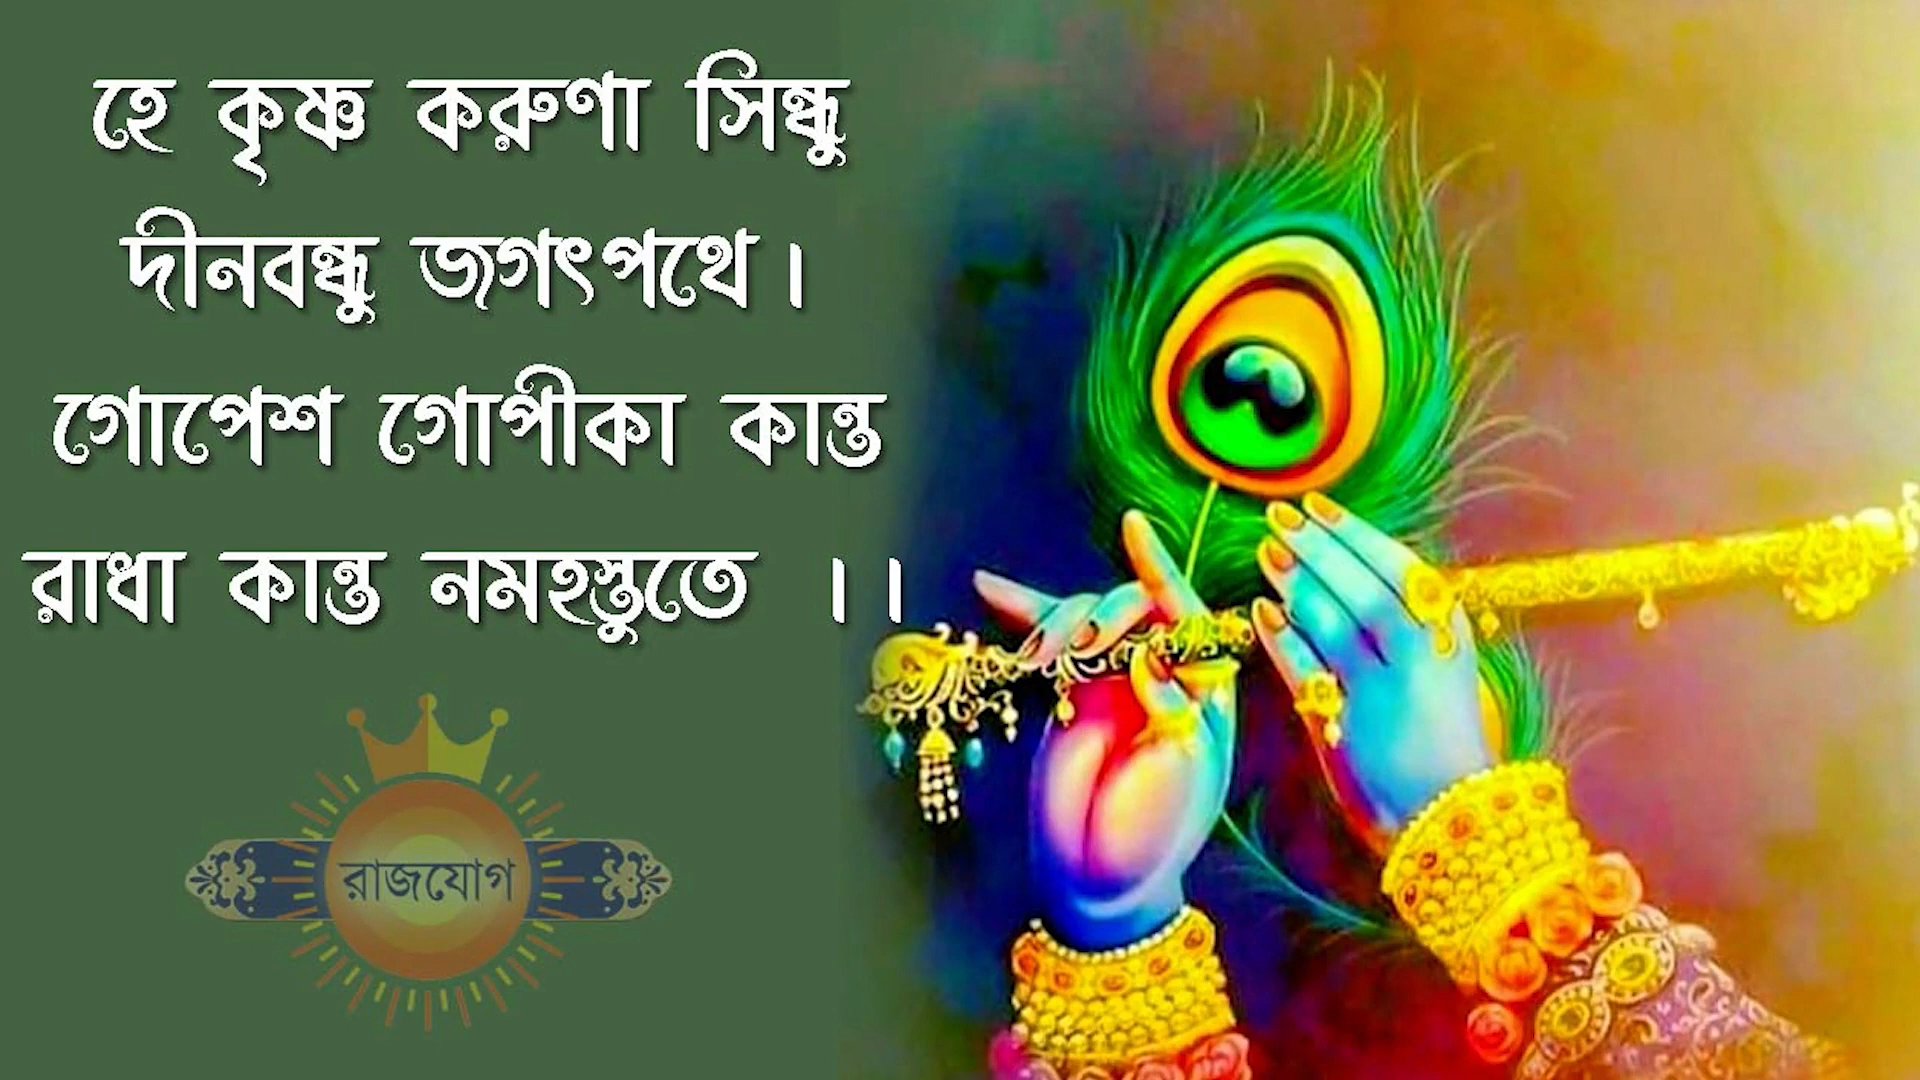 হে কৃষ্ণ করুণা সিন্ধু
দীনবন্ধু জগৎপথে।
গোপেশ গোপীকা কান্ত
রাধা কান্ত নমহস্তুতে ।।
রাজযোগ